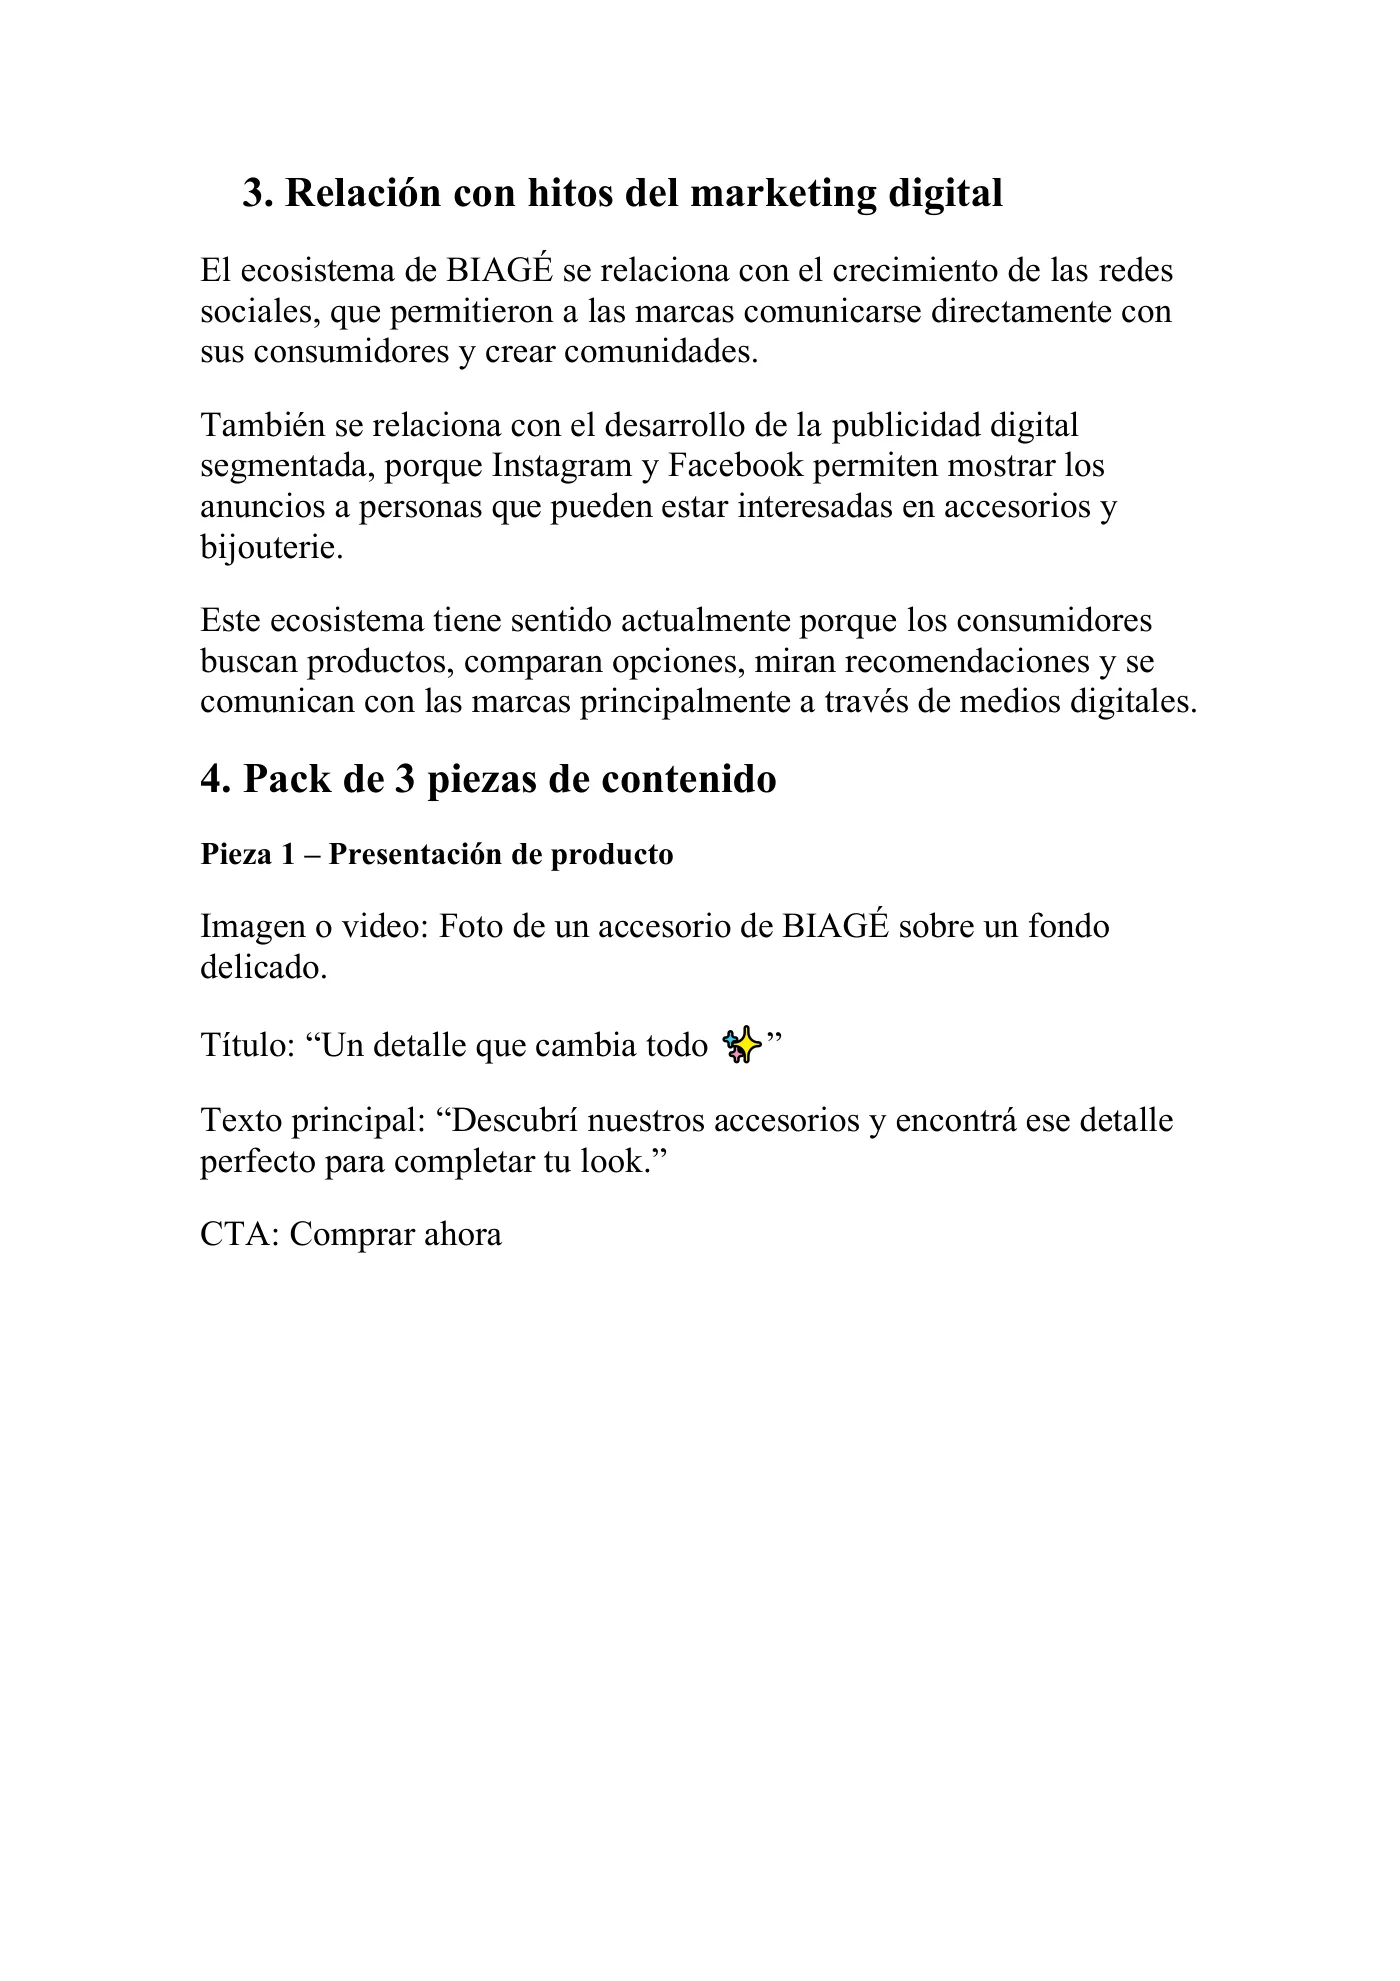 3. Relación con hitos del marketing digital
El ecosistema de BIAGÉ se relaciona con el crecimiento de las redes
sociales, que permitieron a las marcas comunicarse directamente con
sus consumidores y crear comunidades.
También se relaciona con el desarrollo de la publicidad digital
segmentada, porque Instagram y Facebook permiten mostrar los
anuncios a personas que pueden estar interesadas en accesorios y
bijouterie.
Este ecosistema tiene sentido actualmente porque los consumidores
buscan productos, comparan opciones, miran recomendaciones y se
comunican con las marcas principalmente a través de medios digitales.
4. Pack de 3 piezas de contenido
Pieza 1 – Presentación de producto
Imagen o video: Foto de un accesorio de BIAGÉ sobre un fondo
delicado.
Título: “Un detalle que cambia todo ✨”
Texto principal: “Descubrí nuestros accesorios y encontrá ese detalle
perfecto para completar tu look.”
CTA: Comprar ahora